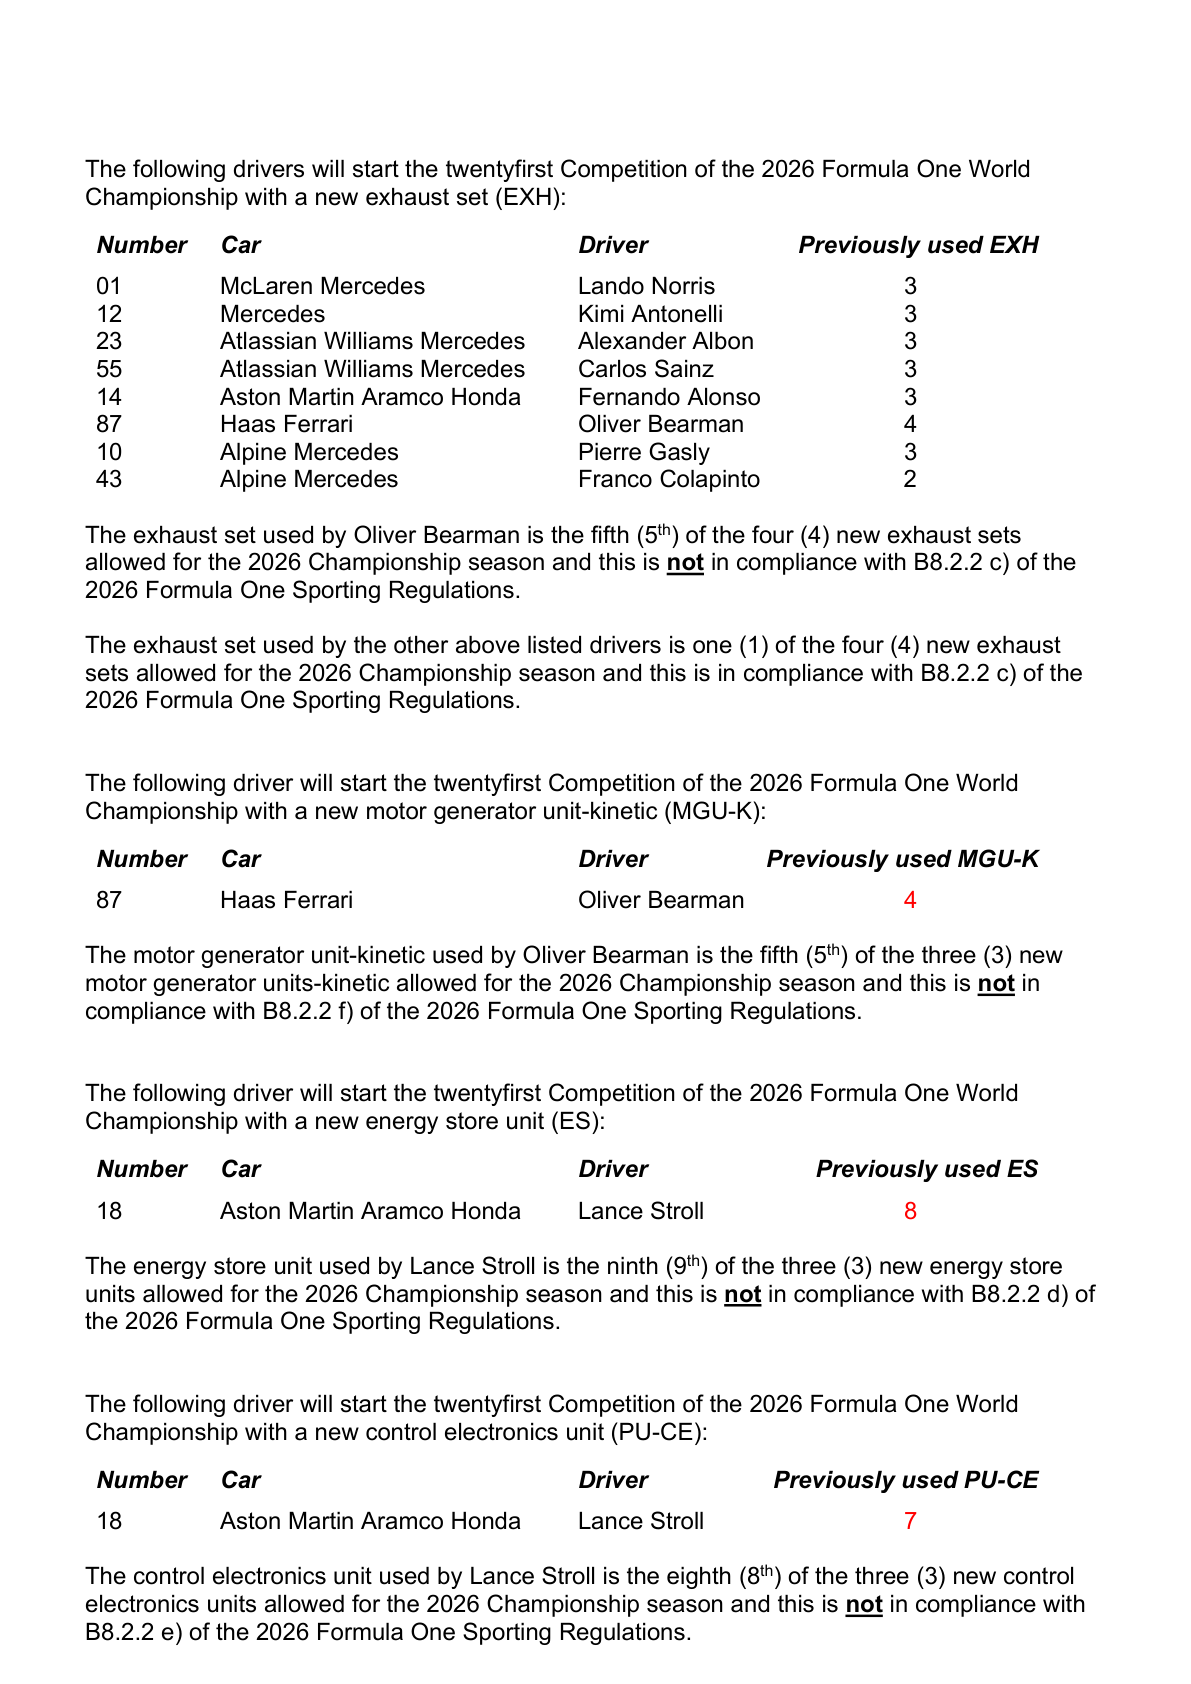 The following drivers will start the twentyfirst Competition of the 2026 Formula One World
Championship with a new exhaust set (EXH):
Number Car Driver Previously used EXH
01 McLaren Mercedes Lando Norris 3
12 Mercedes Kimi Antonelli 3
23 Atlassian Williams Mercedes Alexander Albon 3
55 Atlassian Williams Mercedes Carlos Sainz 3
14 Aston Martin Aramco Honda Fernando Alonso 3
87 Haas Ferrari Oliver Bearman 4
10 Alpine Mercedes Pierre Gasly 3
43 Alpine Mercedes Franco Colapinto 2
The exhaust set used by Oliver Bearman is the fifth (5th) of the four (4) new exhaust sets
allowed for the 2026 Championship season and this is not in compliance with B8.2.2 c) of the
2026 Formula One Sporting Regulations.
The exhaust set used by the other above listed drivers is one (1) of the four (4) new exhaust
sets allowed for the 2026 Championship season and this is in compliance with B8.2.2 c) of the
2026 Formula One Sporting Regulations.
The following driver will start the twentyfirst Competition of the 2026 Formula One World
Championship with a new motor generator unit-kinetic (MGU-K):
Number Car Driver Previously used MGU-K
87 Haas Ferrari Oliver Bearman 4
The motor generator unit-kinetic used by Oliver Bearman is the fifth (5th) of the three (3) new
motor generator units-kinetic allowed for the 2026 Championship season and this is not in
compliance with B8.2.2 f) of the 2026 Formula One Sporting Regulations.
The following driver will start the twentyfirst Competition of the 2026 Formula One World
Championship with a new energy store unit (ES):
Number Car Driver Previously used ES
18 Aston Martin Aramco Honda Lance Stroll 8
The energy store unit used by Lance Stroll is the ninth (9th) of the three (3) new energy store
units allowed for the 2026 Championship season and this is not in compliance with B8.2.2 d) of
the 2026 Formula One Sporting Regulations.
The following driver will start the twentyfirst Competition of the 2026 Formula One World
Championship with a new control electronics unit (PU-CE):
Number Car Driver Previously used PU-CE
18 Aston Martin Aramco Honda Lance Stroll 7
The control electronics unit used by Lance Stroll is the eighth (8th) of the three (3) new control
electronics units allowed for the 2026 Championship season and this is not in compliance with
B8.2.2 e) of the 2026 Formula One Sporting Regulations.